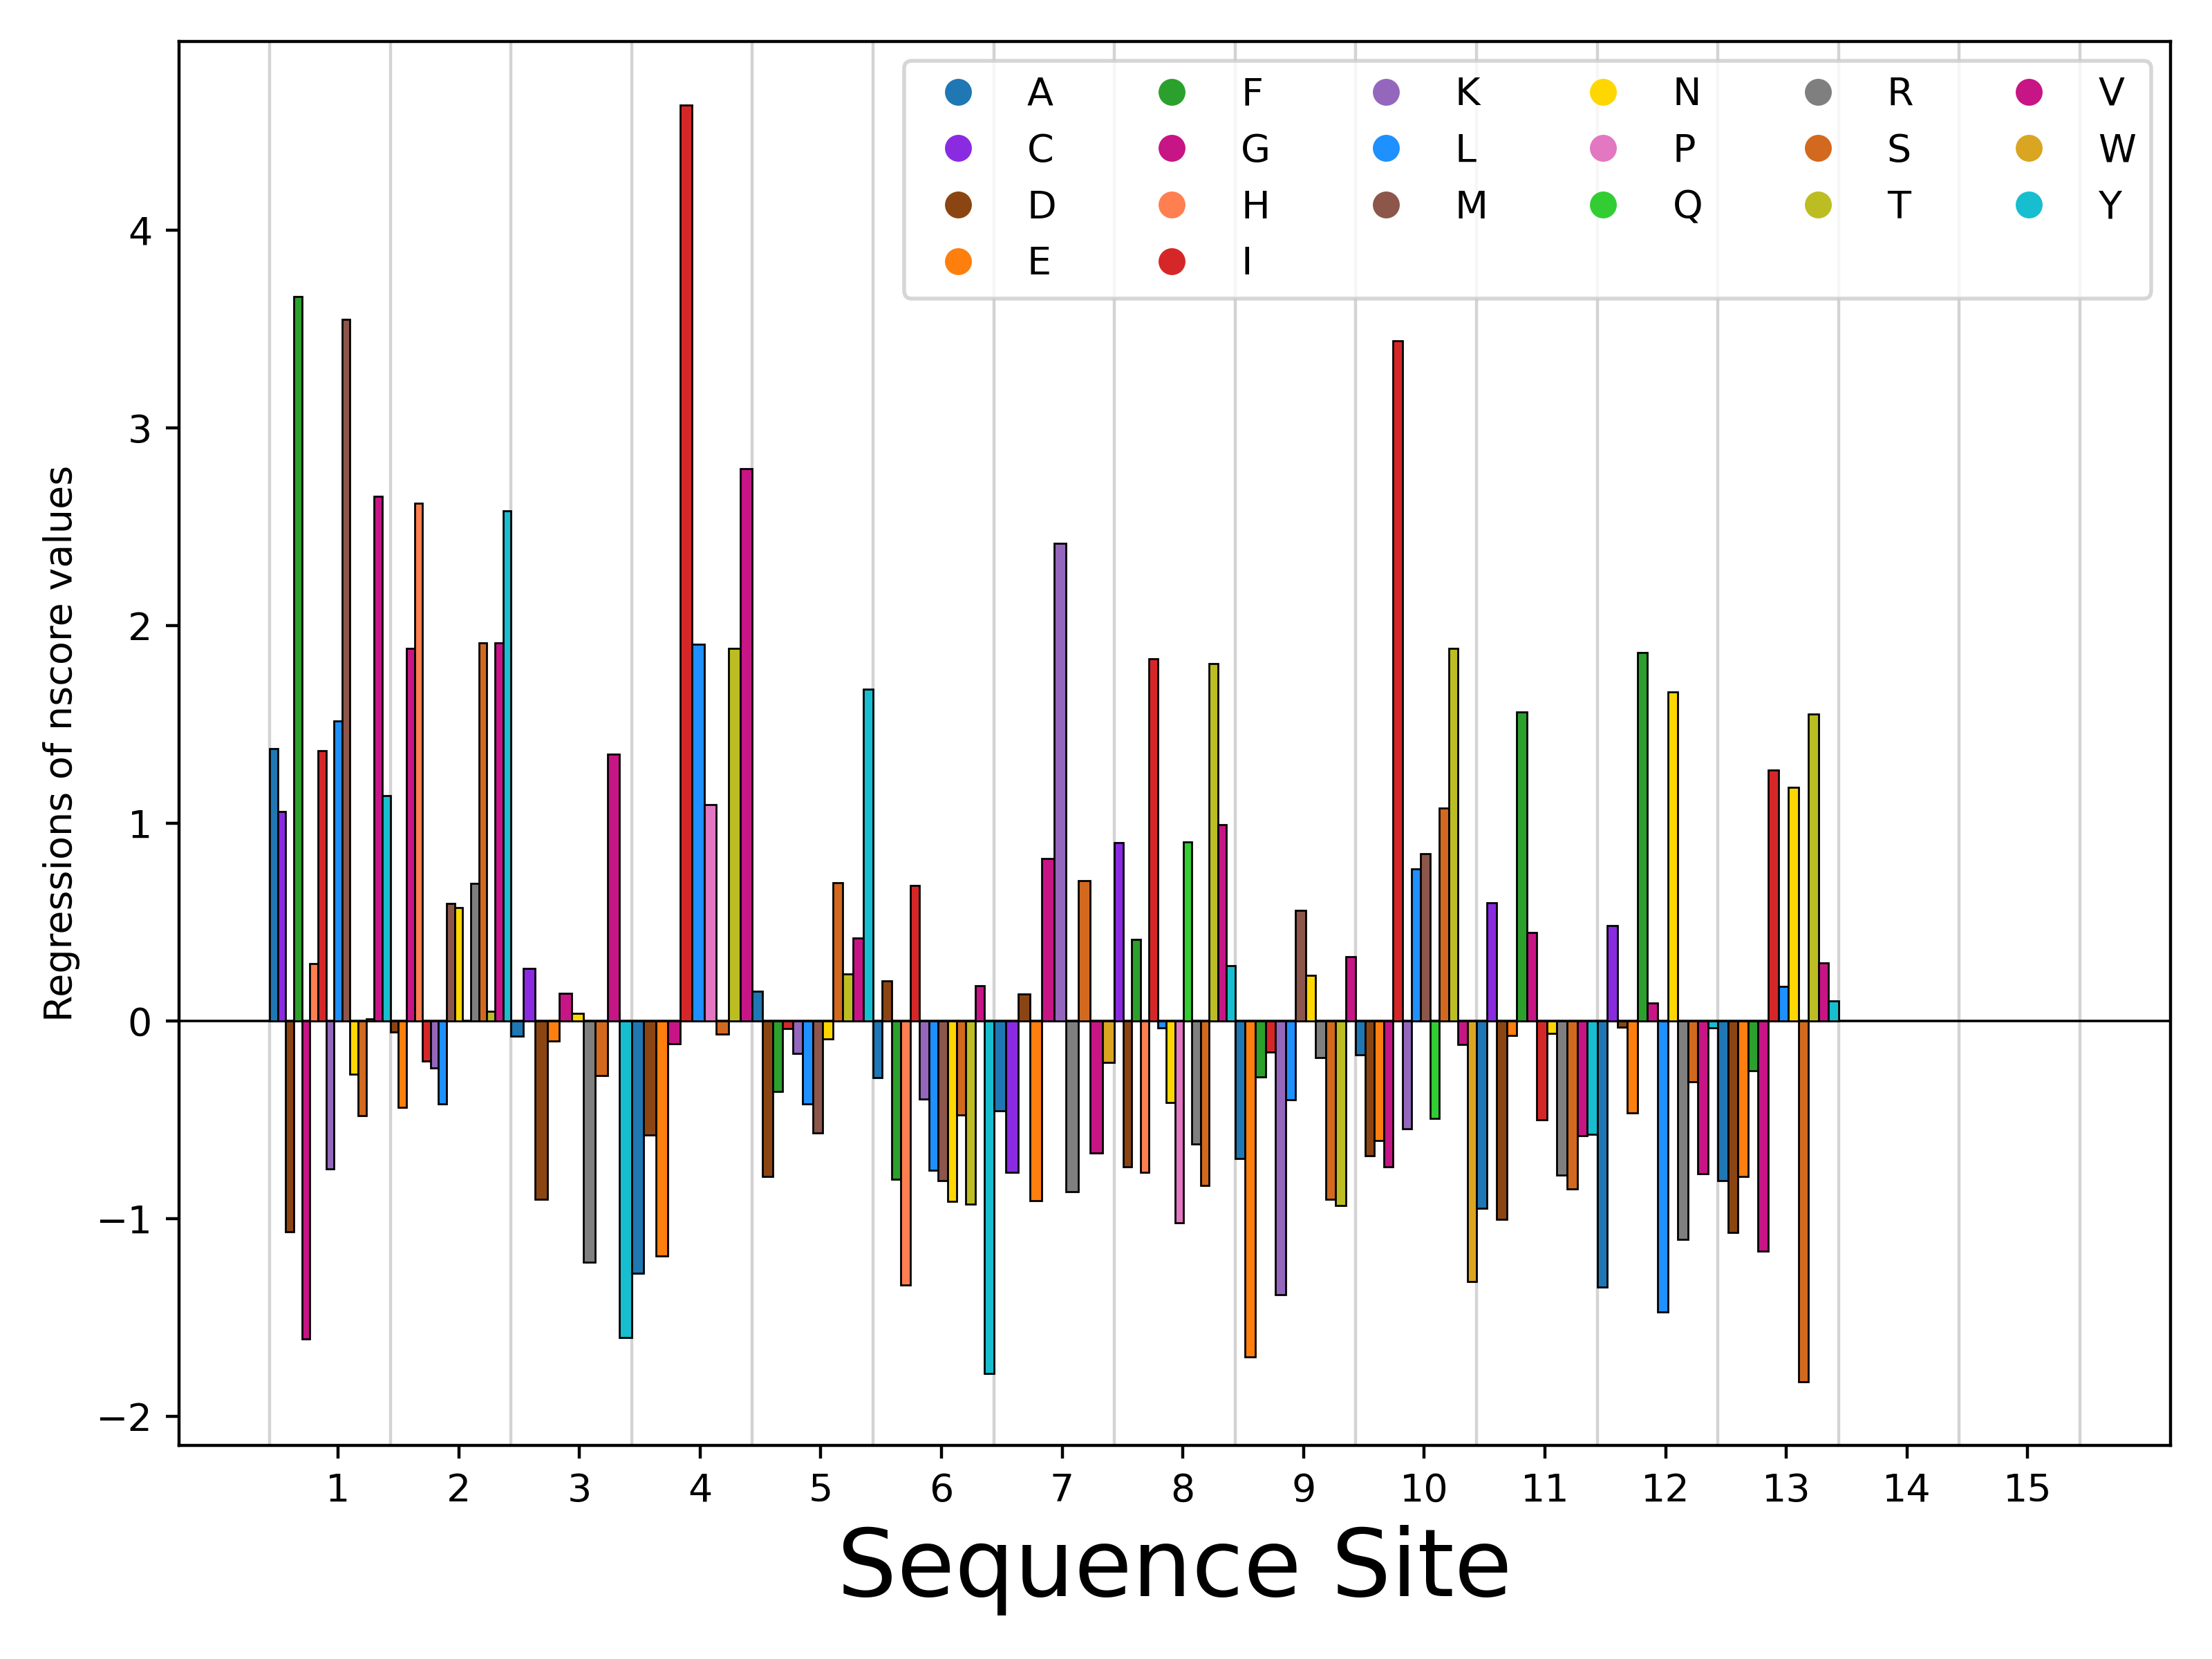 A F K N R V
C G L P S W
D H M Q T Y
E I
4
3
2
1
0
−1
−2
Regressions of nscore values
1 2 3 4 5 6 7 8 9 10 11 12 13 14 15
Sequence Site